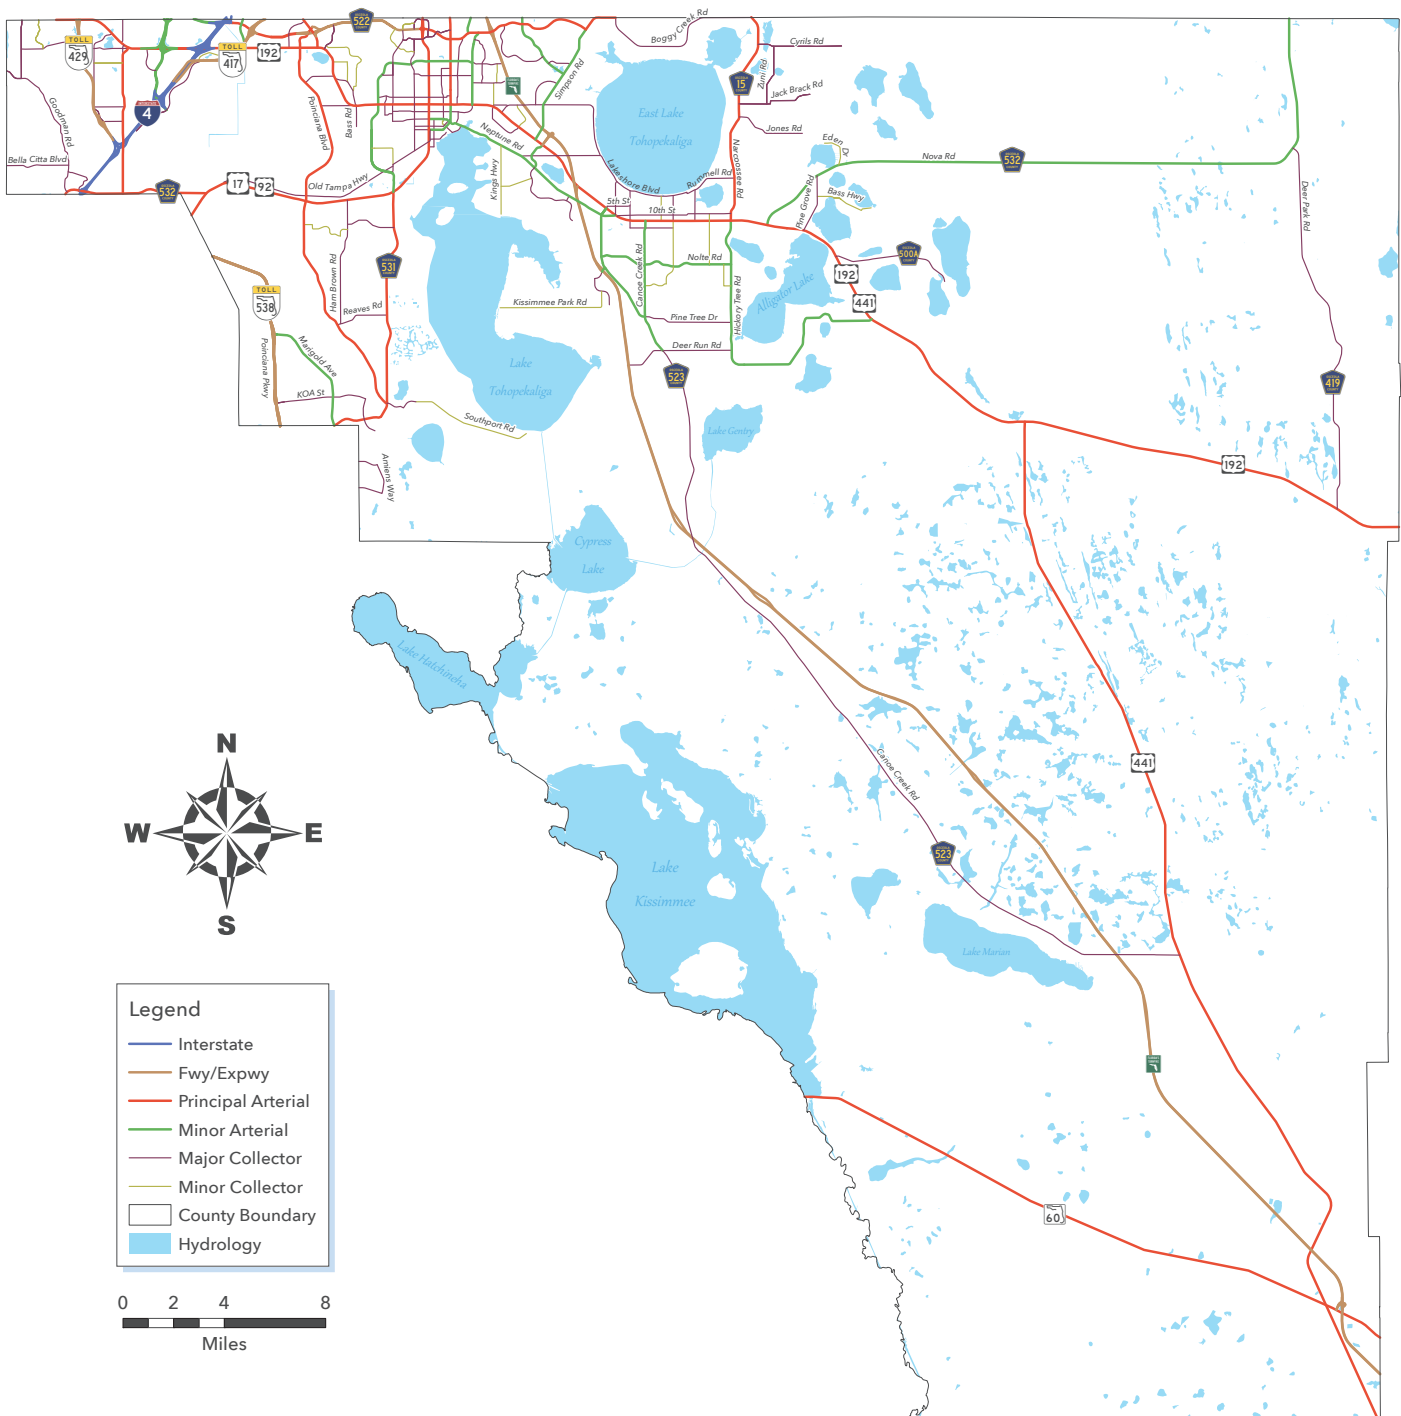 Boggy Creek Rd
522
TOLL
429
TOLL
417
192
Simpson Rd
Cyrils Rd
Zuni Rd
15
Jack Brack Rd
4
Goodman Rd
Poinciana Blvd
Bass Rd
East Lake
Tohopekaliga
Neptune Rd
Jones Rd
Eden Dr
Nova Rd
532
Bella Citta Blvd
Narcoossee Rd
Lakeshore Blvd
Rummell Rd
Kings Hwy
17
92
532
Old Tampa Hwy
Pine Grove Rd
Bass Hwy
Deer Park Rd
5th St
10th St
500A
531
Ham Brown Rd
Canoe Creek Rd
Nolte Rd
Hickory Tree Rd
Alligator Lake
192
441
TOLL
538
Reaves Rd
Kissimmee Park Rd
Pine Tree Dr
Deer Run Rd
Marigold Ave
Poinciana Pkwy
Lake
Tohopekaliga
523
419
KOA St
Southport Rd
Lake Gentry
Amiens Way
192
Cypress
Lake
Lake Hatchineha
441
Canoe Creek Rd
523
Lake
Kissimmee
Lake Marian
60
N
W
E
S
Legend
Interstate
Fwy/Expwy
Principal Arterial
Minor Arterial
Major Collector
Minor Collector
County Boundary
Hydrology
0 2 4 8
Miles